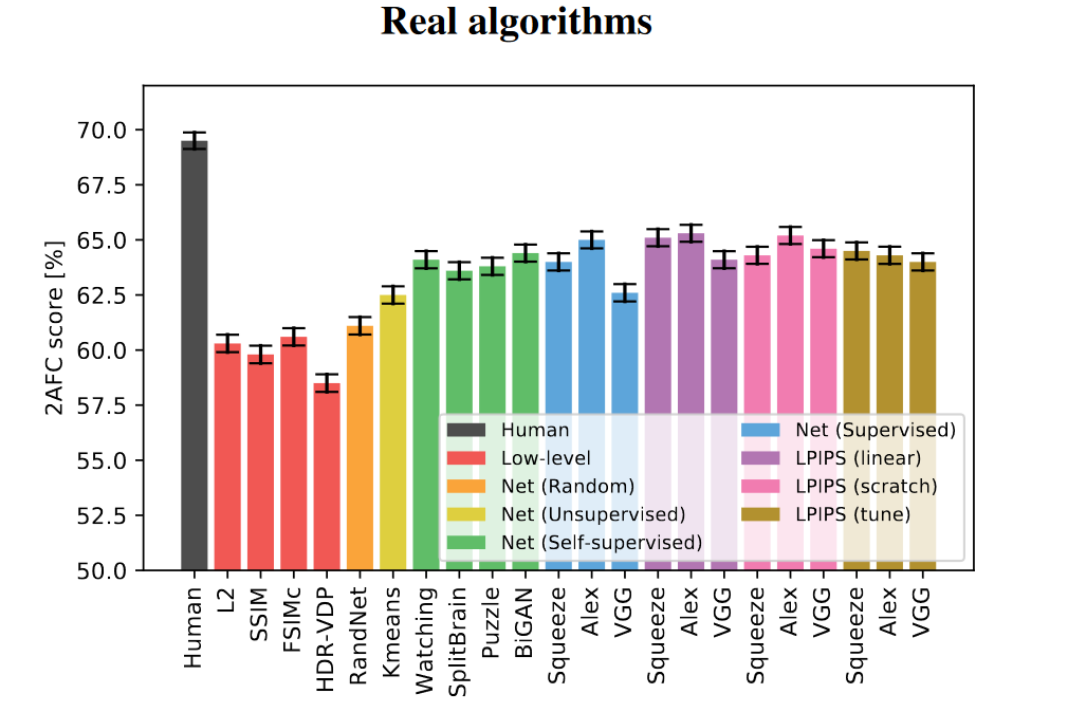 Real algorithms
70.0
67.5
65.0
62.5
60.0
57.5
55.0
52.5
50.0
2AFC score [%]
Human
Low-level
Net (Random)
Net (Unsupervised)
Net (Self-supervised)
Net (Supervised)
LPIPS (linear)
LPIPS (scratch)
LPIPS (tune)
Human
L2
SSIM
FSIMc
HDR-VDP
RandNet
Kmeans
Watching
SplitBrain
Puzzle
BiGAN
Squeeze
Alex
VGG
Squeeze
Alex
VGG
Squeeze
Alex
VGG
Squeeze
Alex
VGG